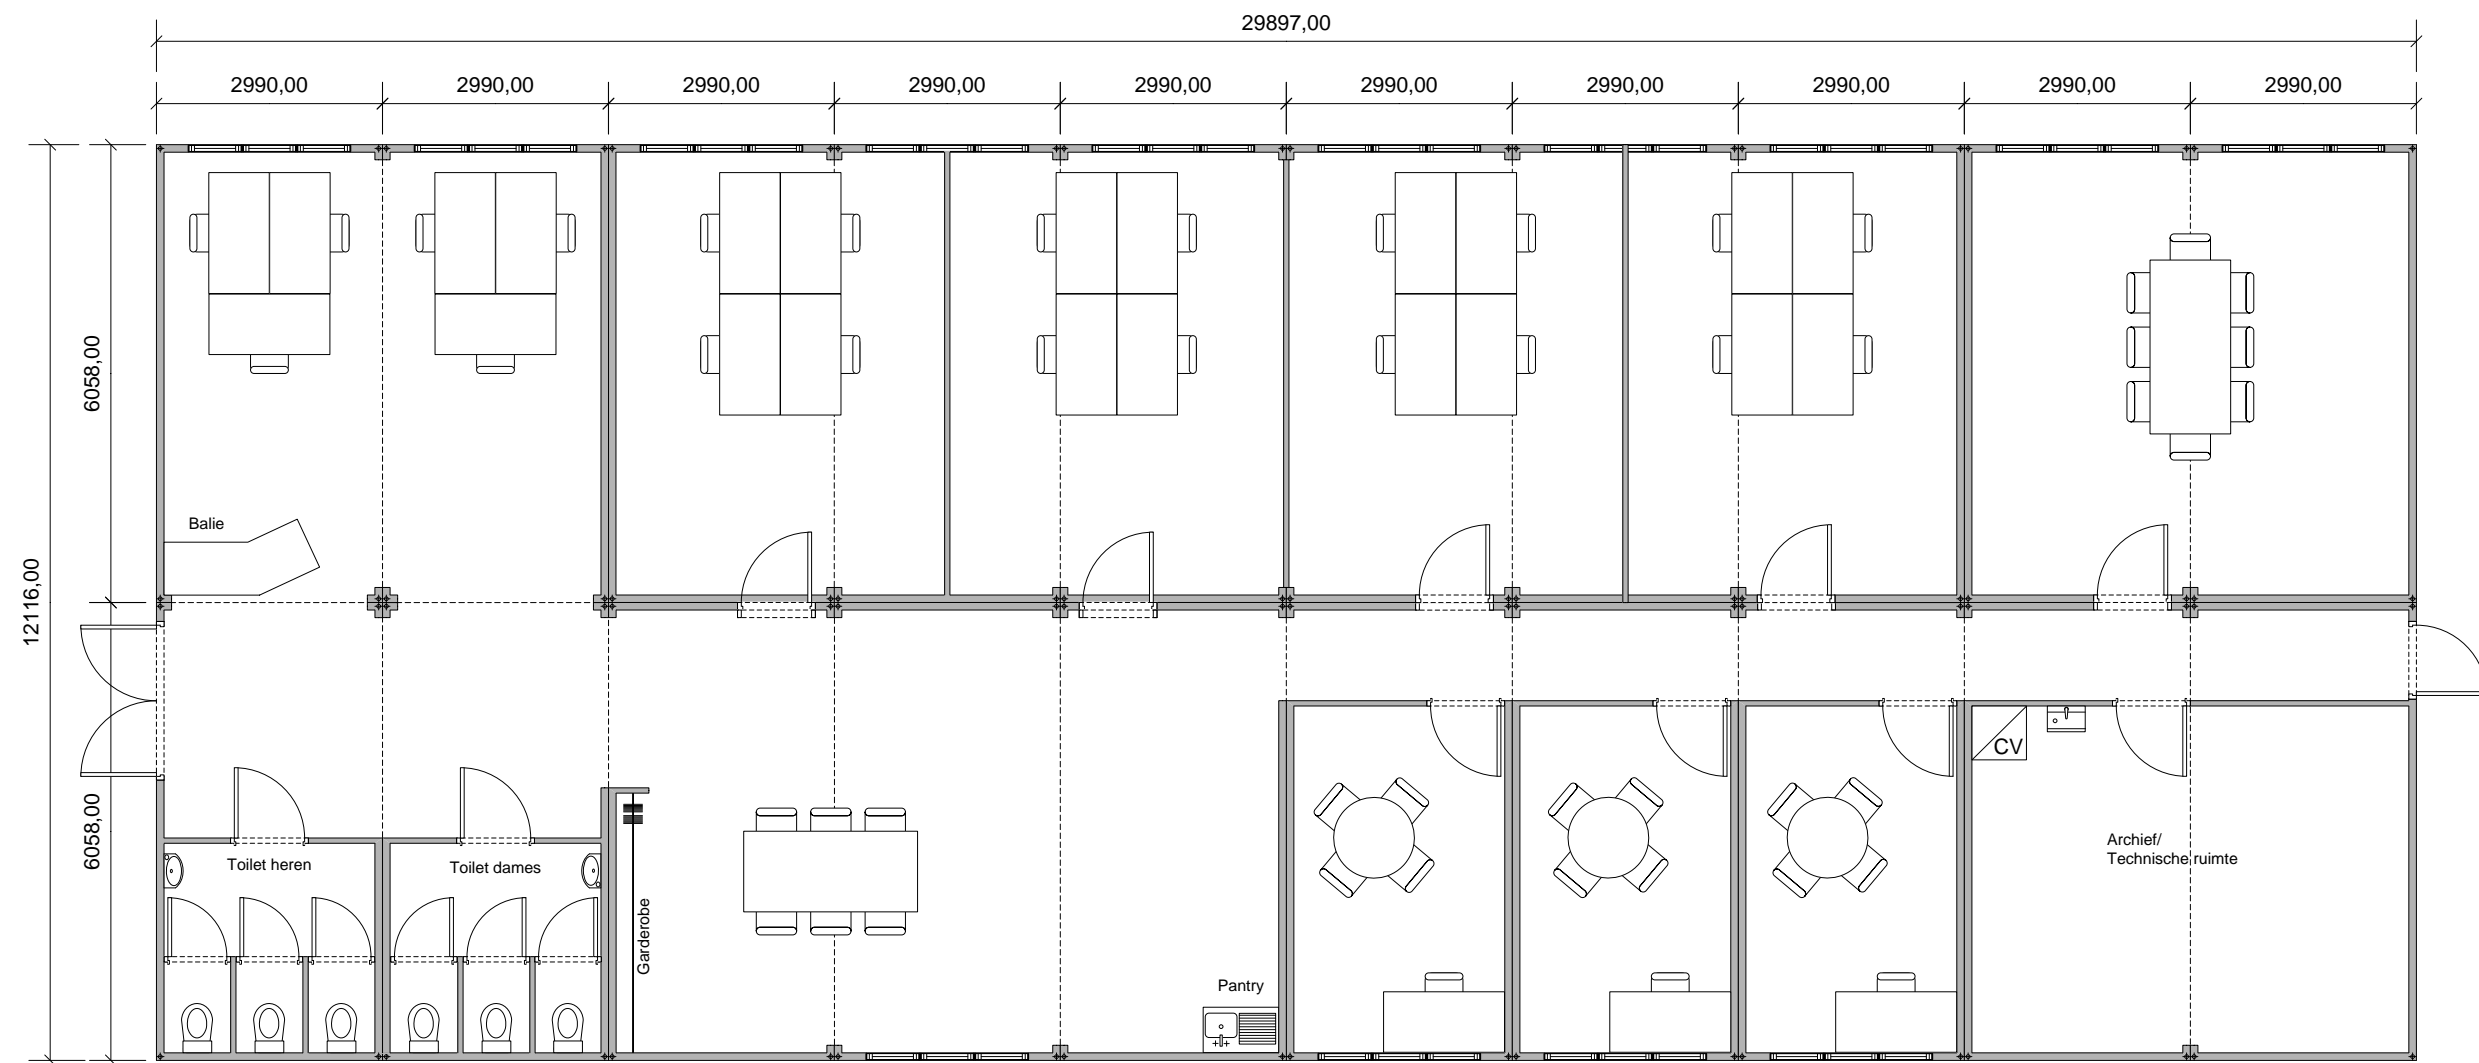 29897,00
2990,00 2990,00 2990,00 2990,00 2990,00 2990,00 2990,00 2990,00 2990,00 2990,00
6058,00
12116,00
6058,00
Balie
CV
Toilet heren
Toilet dames
Garderobe
Pantry
Archief/
Technische ruimte